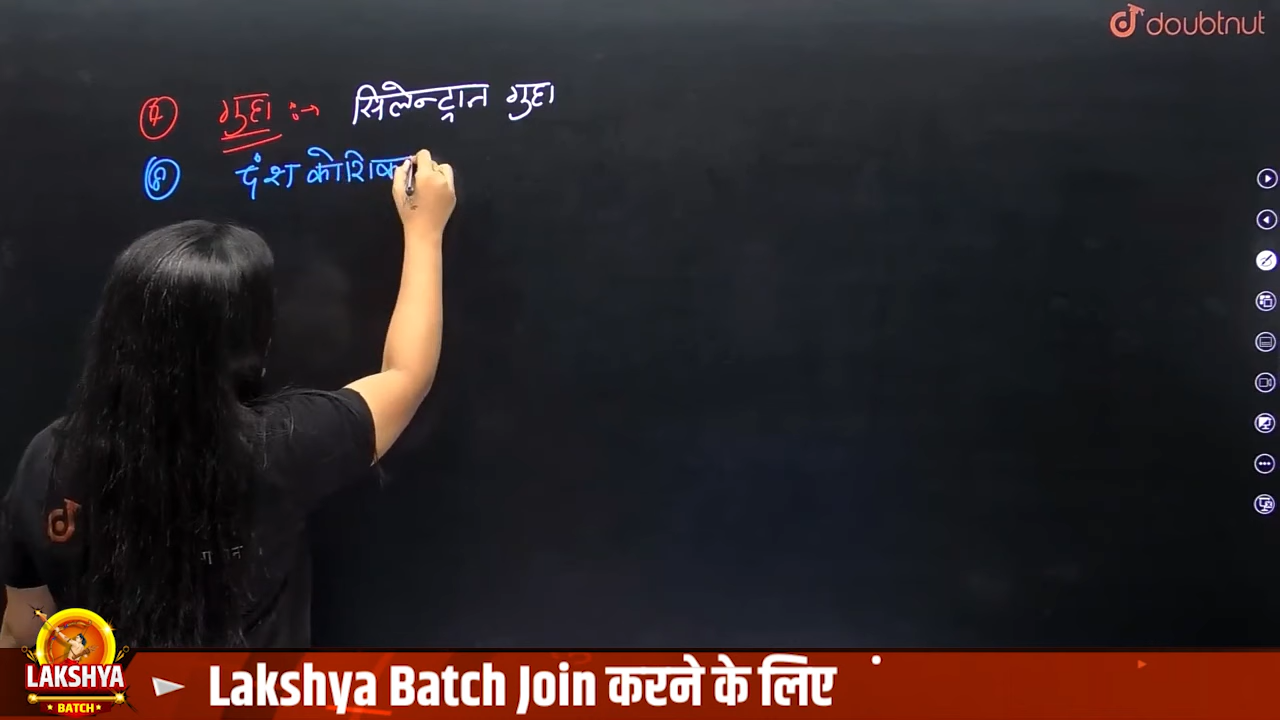 doubtnut
④ गुहा :→ सिलेन्ट्रान गुहा
⑤ दंश कोशिक
LAKSHYA
BATCH
Lakshya Batch Join करने के लिए